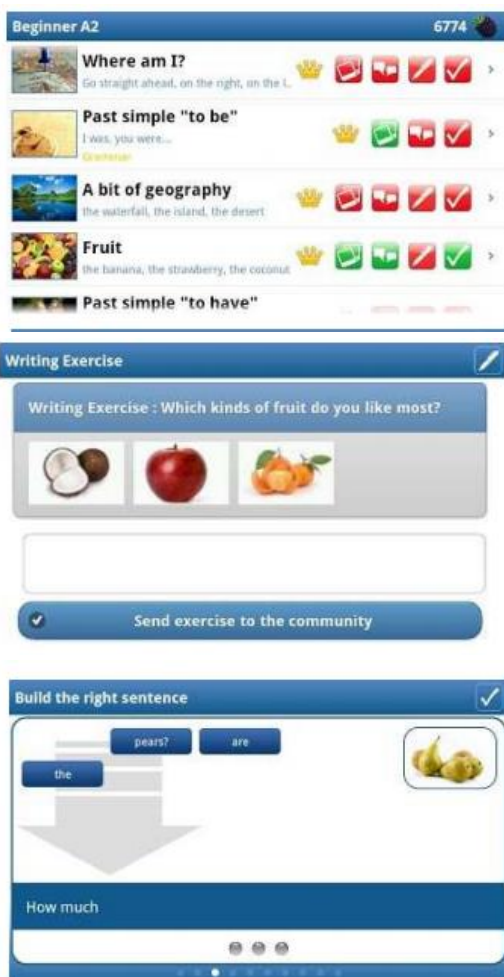 Beginner A2 6774
Where am I?
Go straight ahead, on the right, on the l.
Past simple "to be"
I was, you were...
Grammar
A bit of geography
the waterfall, the island, the desert
Fruit
the banana, the strawberry, the coconut
Past simple "to have"
Writing Exercise
Writing Exercise : Which kinds of fruit do you like most?
Send exercise to the community
Build the right sentence
pears? are
the
How much